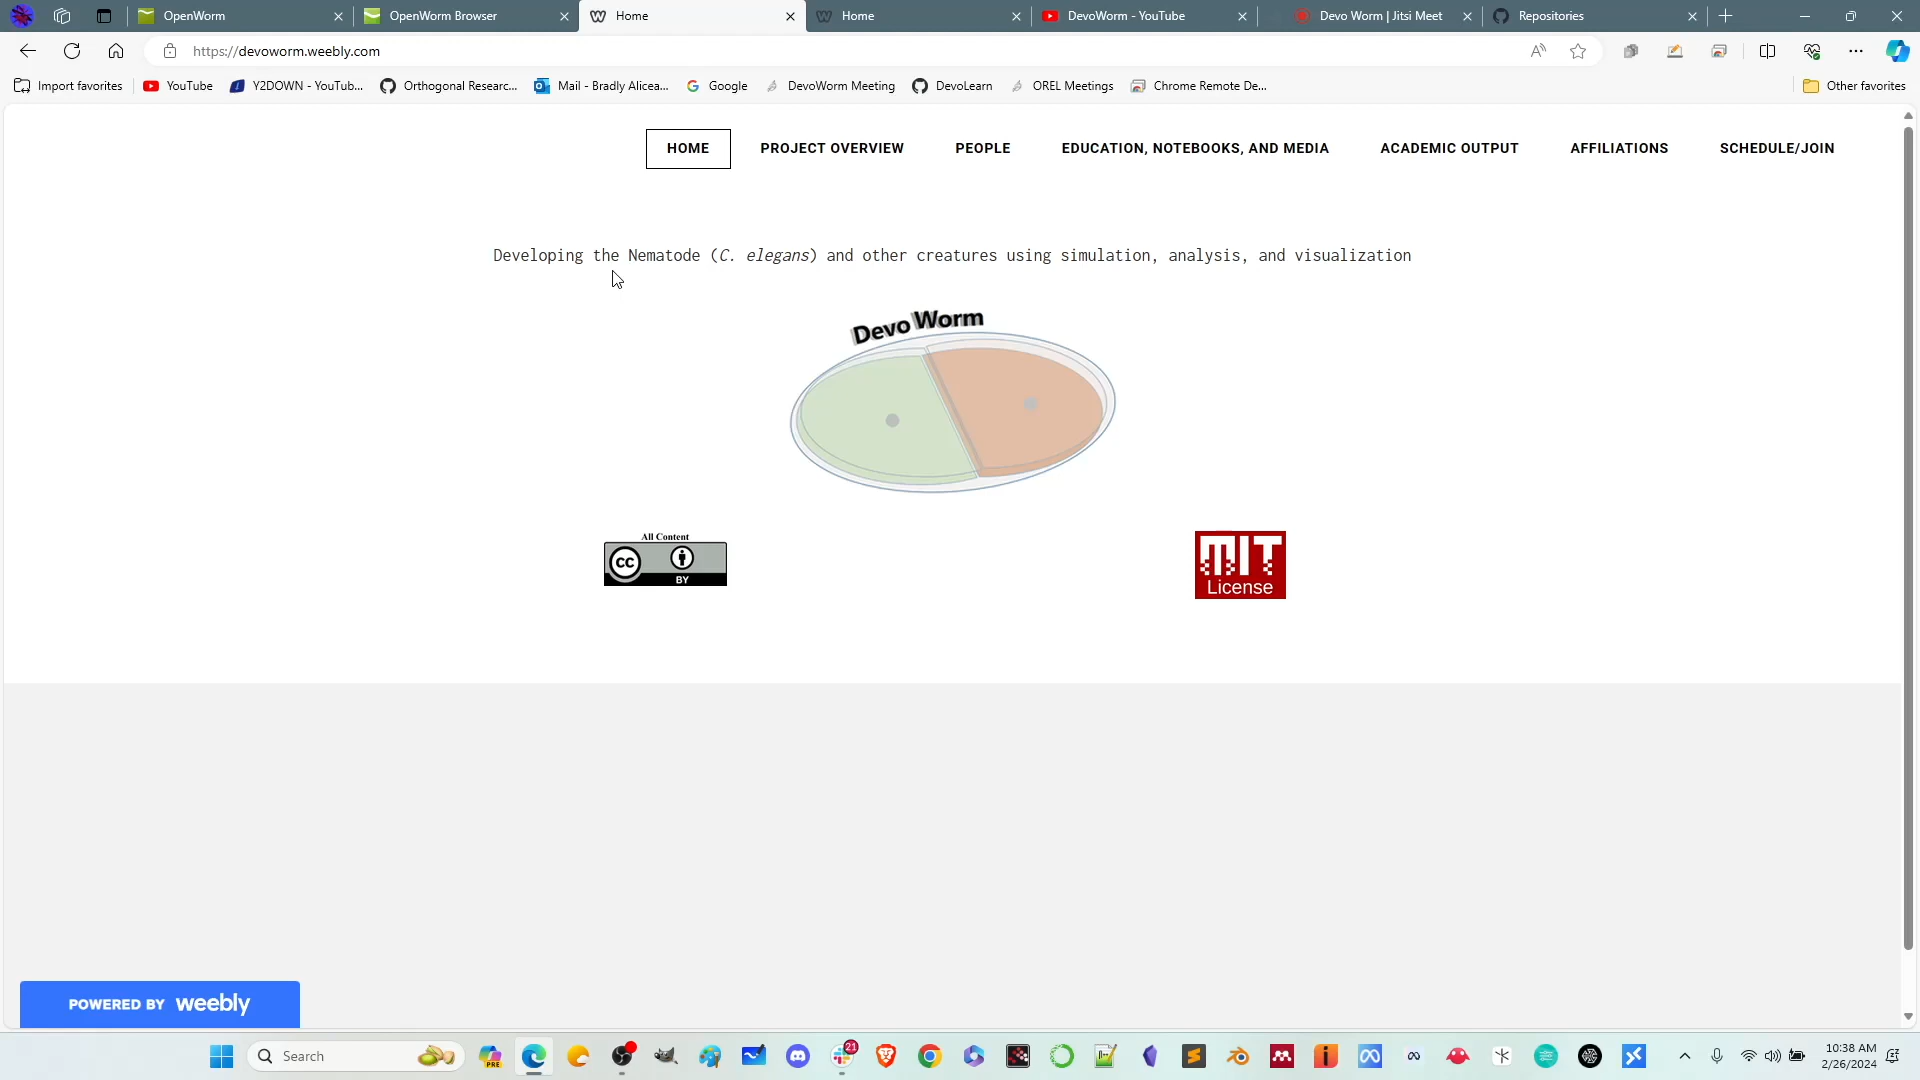 OpenWorm
OpenWorm Browser
Home
Home
DevoWorm - YouTube
Devo Worm | Jitsi Meet
Repositories
https://devoworm.weebly.com
Import favorites
YouTube
Y2DOWN - YouTub...
Orthogonal Researc...
Mail - Bradly Alicea...
Google
DevoWorm Meeting
DevoLearn
OREL Meetings
Chrome Remote De...
Other favorites
HOME
PROJECT OVERVIEW
PEOPLE
EDUCATION, NOTEBOOKS, AND MEDIA
ACADEMIC OUTPUT
AFFILIATIONS
SCHEDULE/JOIN
Developing the Nematode (C. elegans) and other creatures using simulation, analysis, and visualization
Devo Worm
All Content
CC
BY
MIT
License
POWERED BY weebly
Search
PRE
21
10:38 AM
2/26/2024